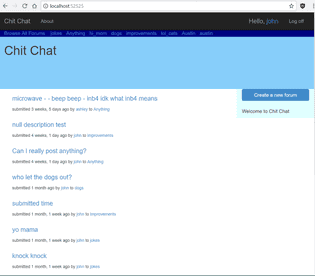 localhost:52525
Chit Chat About Hello, John Log off
Browse All Forums jokes Anything hi_mom dogs improvements lol_cats Austin austin
Chit Chat
Create a new forum
Welcome to Chit Chat
microwave - - beep beep - inb4 idk what inb4 means
submitted 3 weeks, 5 days ago by ashley to Anything
null description test
submitted 4 weeks, 1 day ago by john to improvements
Can I really post anything?
submitted 4 weeks, 1 day ago by john to Anything
who let the dogs out?
submitted 1 month ago by john to dogs
submitted time
submitted 1 month, 1 week ago by john to improvements
yo mama
submitted 1 month, 1 week ago by john to jokes
knock knock
submitted 1 month, 1 week ago by john to jokes